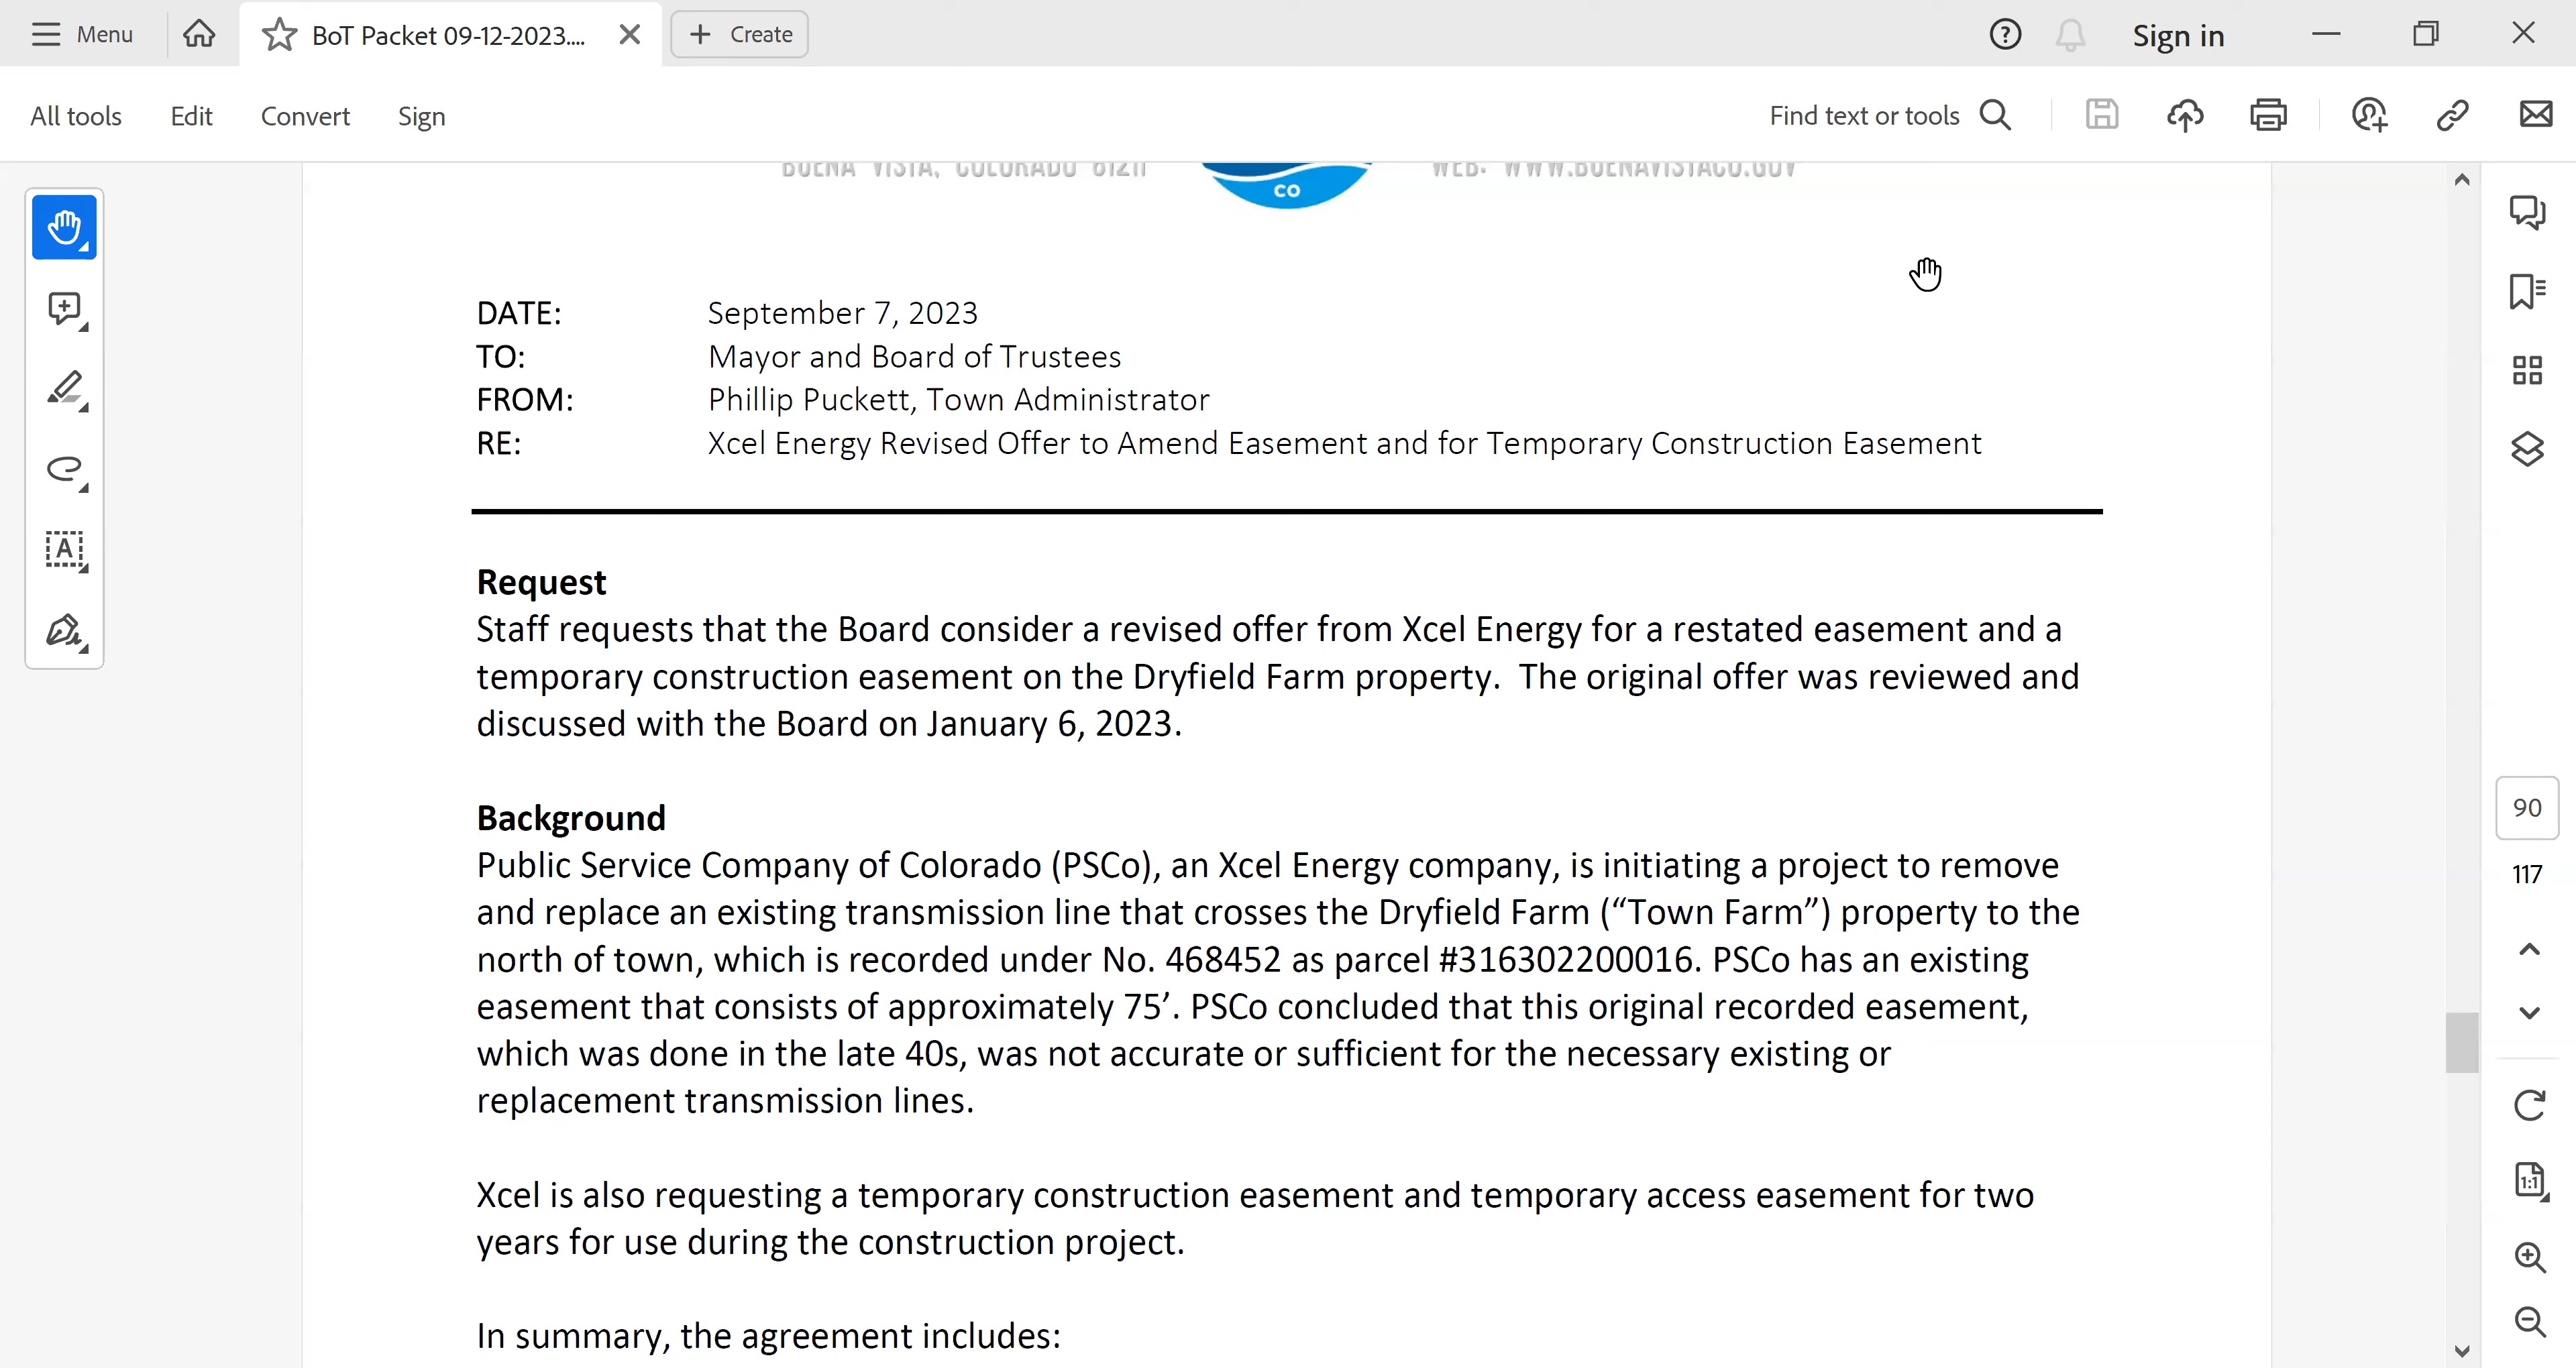 Menu
BoT Packet 09-12-2023....
Create
Sign in
All tools
Edit
Convert
Sign
Find text or tools
BUENA VISTA, COLORADO 81211
WEB: WWW.BUENAVISTACO.GOV
CO
DATE: September 7, 2023
TO: Mayor and Board of Trustees
FROM: Phillip Puckett, Town Administrator
RE: Xcel Energy Revised Offer to Amend Easement and for Temporary Construction Easement
Request
Staff requests that the Board consider a revised offer from Xcel Energy for a restated easement and a
temporary construction easement on the Dryfield Farm property.  The original offer was reviewed and
discussed with the Board on January 6, 2023.
Background
Public Service Company of Colorado (PSCo), an Xcel Energy company, is initiating a project to remove
and replace an existing transmission line that crosses the Dryfield Farm (“Town Farm”) property to the
north of town, which is recorded under No. 468452 as parcel #316302200016. PSCo has an existing
easement that consists of approximately 75’. PSCo concluded that this original recorded easement,
which was done in the late 40s, was not accurate or sufficient for the necessary existing or
replacement transmission lines.
Xcel is also requesting a temporary construction easement and temporary access easement for two
years for use during the construction project.
In summary, the agreement includes:
90
117
1:1